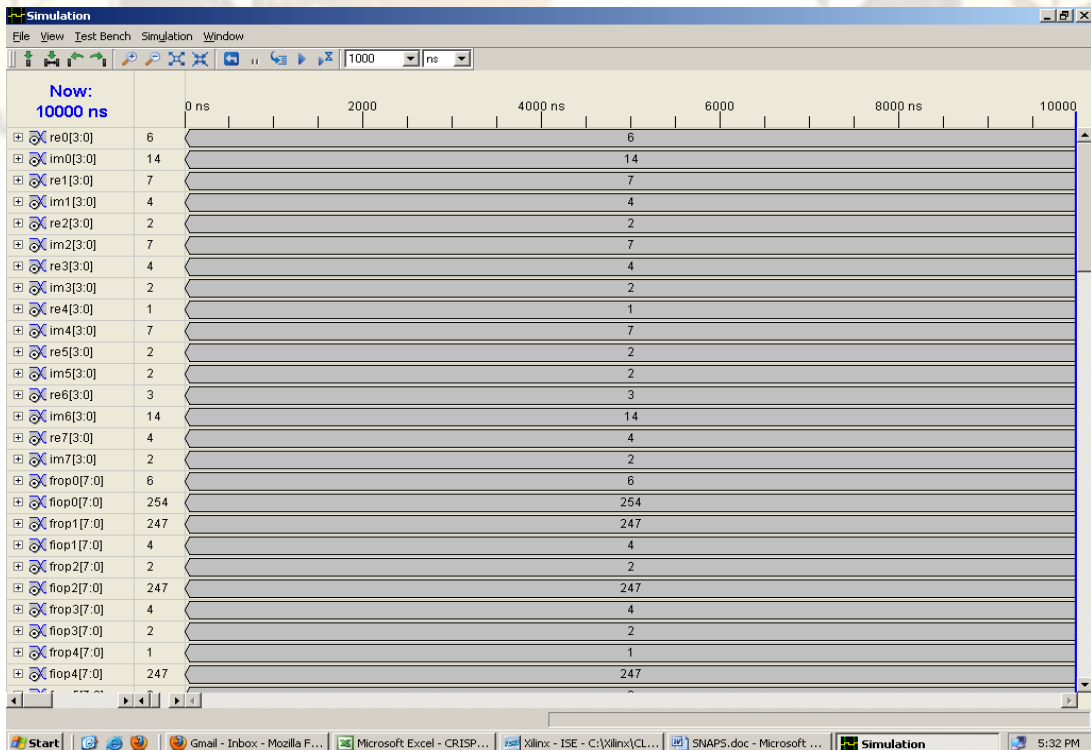 Simulation
File View Test Bench Simulation Window
1000 ns
Now:
10000 ns
0 ns 2000 4000 ns 6000 8000 ns 10000
re0[3:0] 6 6
im0[3:0] 14 14
re1[3:0] 7 7
im1[3:0] 4 4
re2[3:0] 2 2
im2[3:0] 7 7
re3[3:0] 4 4
im3[3:0] 2 2
re4[3:0] 1 1
im4[3:0] 7 7
re5[3:0] 2 2
im5[3:0] 2 2
re6[3:0] 3 3
im6[3:0] 14 14
re7[3:0] 4 4
im7[3:0] 2 2
frop0[7:0] 6 6
fiop0[7:0] 254 254
frop1[7:0] 247 247
fiop1[7:0] 4 4
frop2[7:0] 2 2
fiop2[7:0] 247 247
frop3[7:0] 4 4
fiop3[7:0] 2 2
frop4[7:0] 1 1
fiop4[7:0] 247 247
Start Gmail - Inbox - Mozilla F... Microsoft Excel - CRISP... Xilinx - ISE - C:\Xilinx\CL... SNAPS.doc - Microsoft ... Simulation 5:32 PM